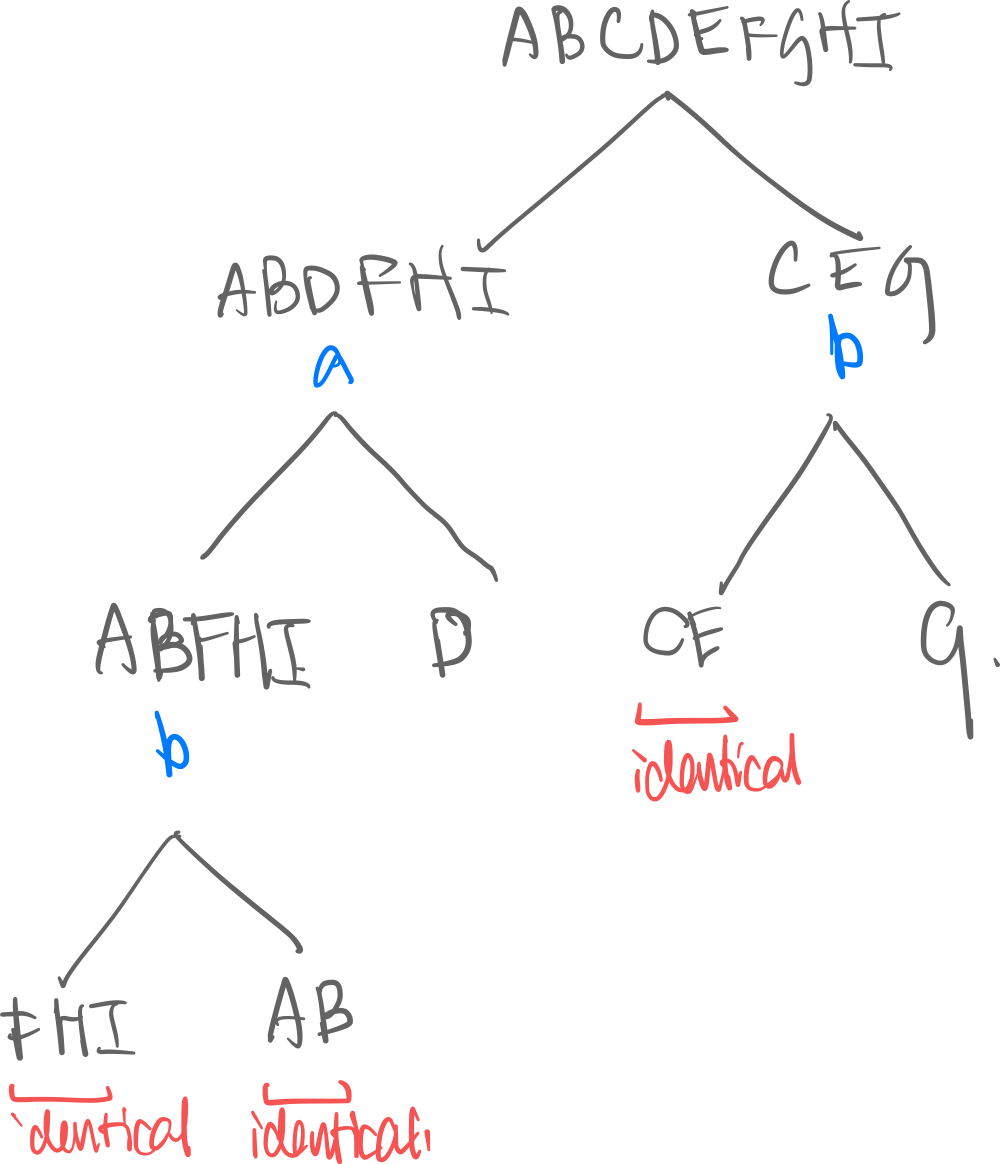 ABCDEFGHI
ABDFHI
CEG
a
b
ABFHI
D
CE
G.
b
identical
FHI
AB
identical
identical